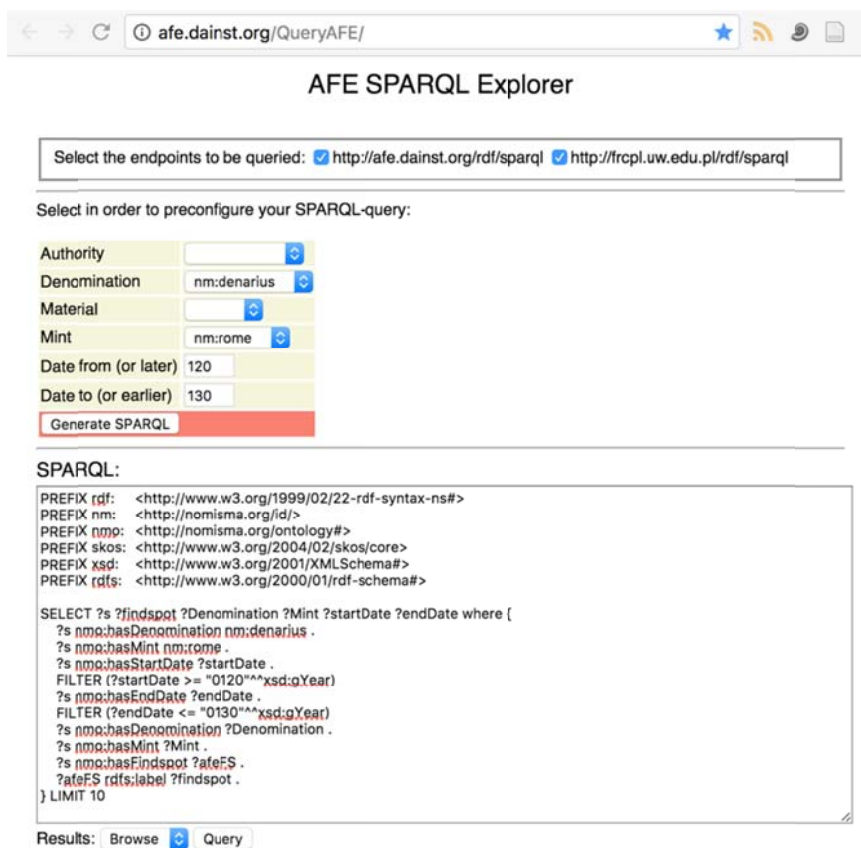 afe.dainst.org/QueryAFE/
AFE SPARQL Explorer
Select the endpoints to be queried: http://afe.dainst.org/rdf/sparql http://frcpl.uw.edu.pl/rdf/sparql
Select in order to preconfigure your SPARQL-query:
Authority
Denomination nm:denarius
Material
Mint nm:rome
Date from (or later) 120
Date to (or earlier) 130
Generate SPARQL
SPARQL:
PREFIX rdf: <http://www.w3.org/1999/02/22-rdf-syntax-ns#>
PREFIX nm: <http://nomisma.org/id/>
PREFIX nmo: <http://nomisma.org/ontology#>
PREFIX skos: <http://www.w3.org/2004/02/skos/core>
PREFIX xsd: <http://www.w3.org/2001/XMLSchema#>
PREFIX rdfs: <http://www.w3.org/2000/01/rdf-schema#>
SELECT ?s ?findspot ?Denomination ?Mint ?startDate ?endDate where {
?s nmo:hasDenomination nm:denarius .
?s nmo:hasMint nm:rome .
?s nmo:hasStartDate ?startDate .
FILTER (?startDate >= "0120"^^xsd:gYear)
?s nmo:hasEndDate ?endDate .
FILTER (?endDate <= "0130"^^xsd:gYear)
?s nmo:hasDenomination ?Denomination .
?s nmo:hasMint ?Mint .
?s nmo:hasFindspot ?afeFS .
?afeFS rdfs:label ?findspot .
} LIMIT 10
Results: Browse Query